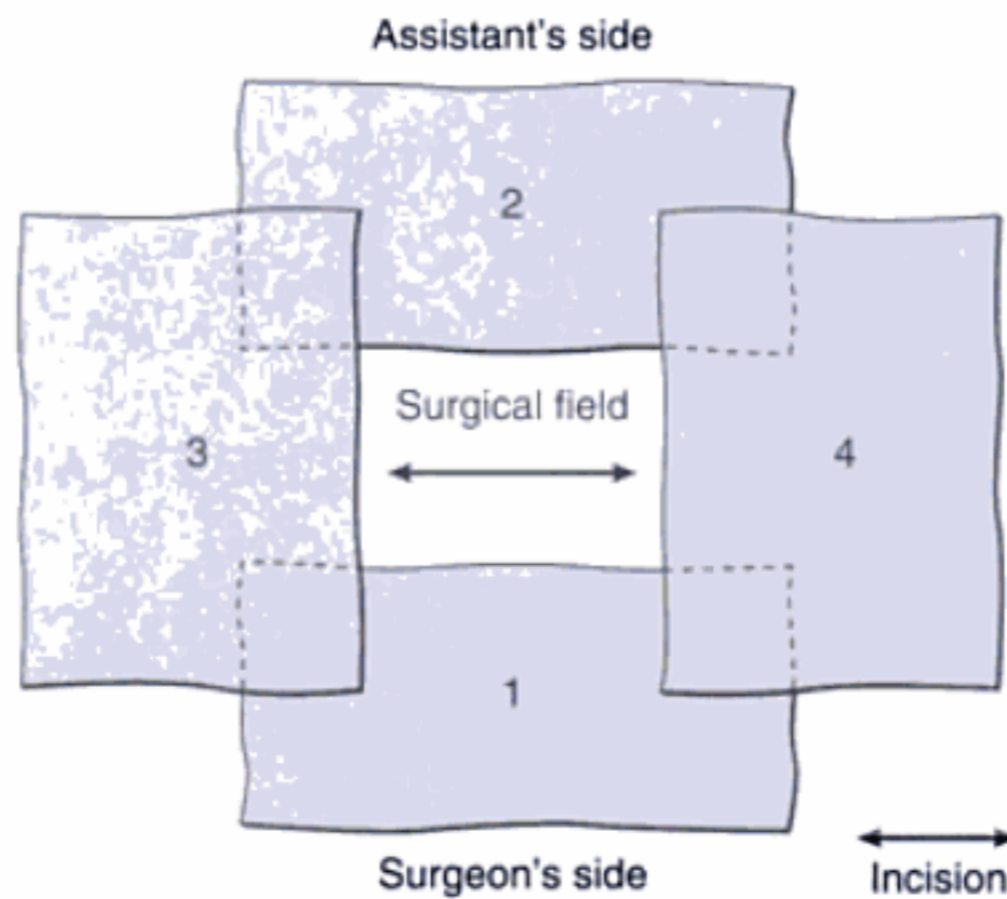 Assistant's side
2
Surgical field
3
4
1
Surgeon's side
Incision